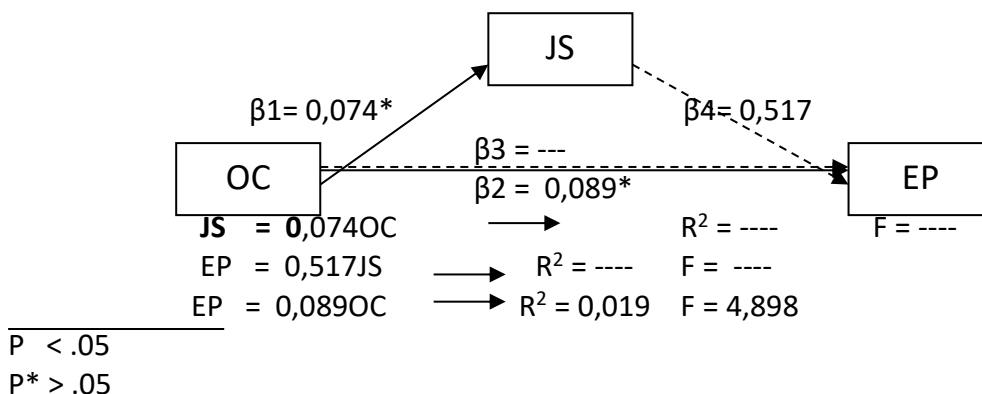 JS
β1= 0,074*
β4= 0,517
β3 = ---
OC
EP
β2 = 0,089*
JS = 0,074OC R² = ---- F = ----
EP = 0,517JS R² = ---- F = ----
EP = 0,089OC R² = 0,019 F = 4,898
P < .05
P* > .05